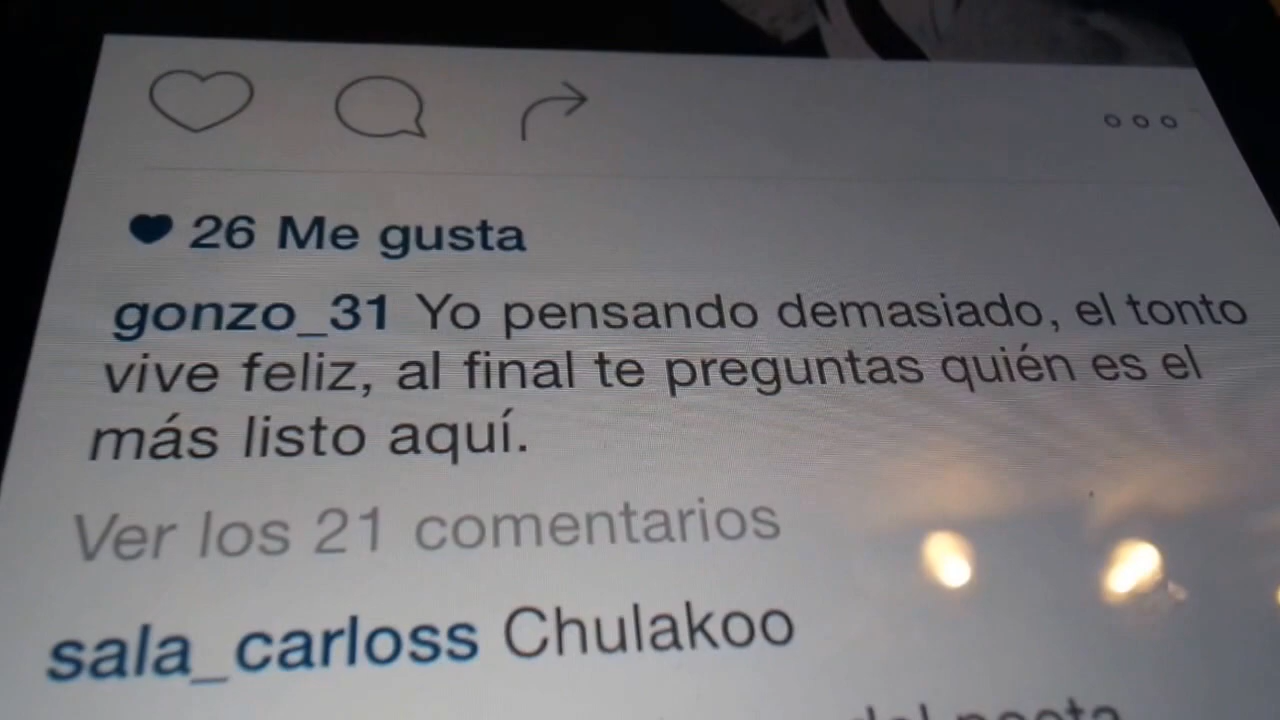 26 Me gusta
gonzo_31 Yo pensando demasiado, el tonto
vive feliz, al final te preguntas quién es el
más listo aquí.
Ver los 21 comentarios
sala_carloss Chulakoo